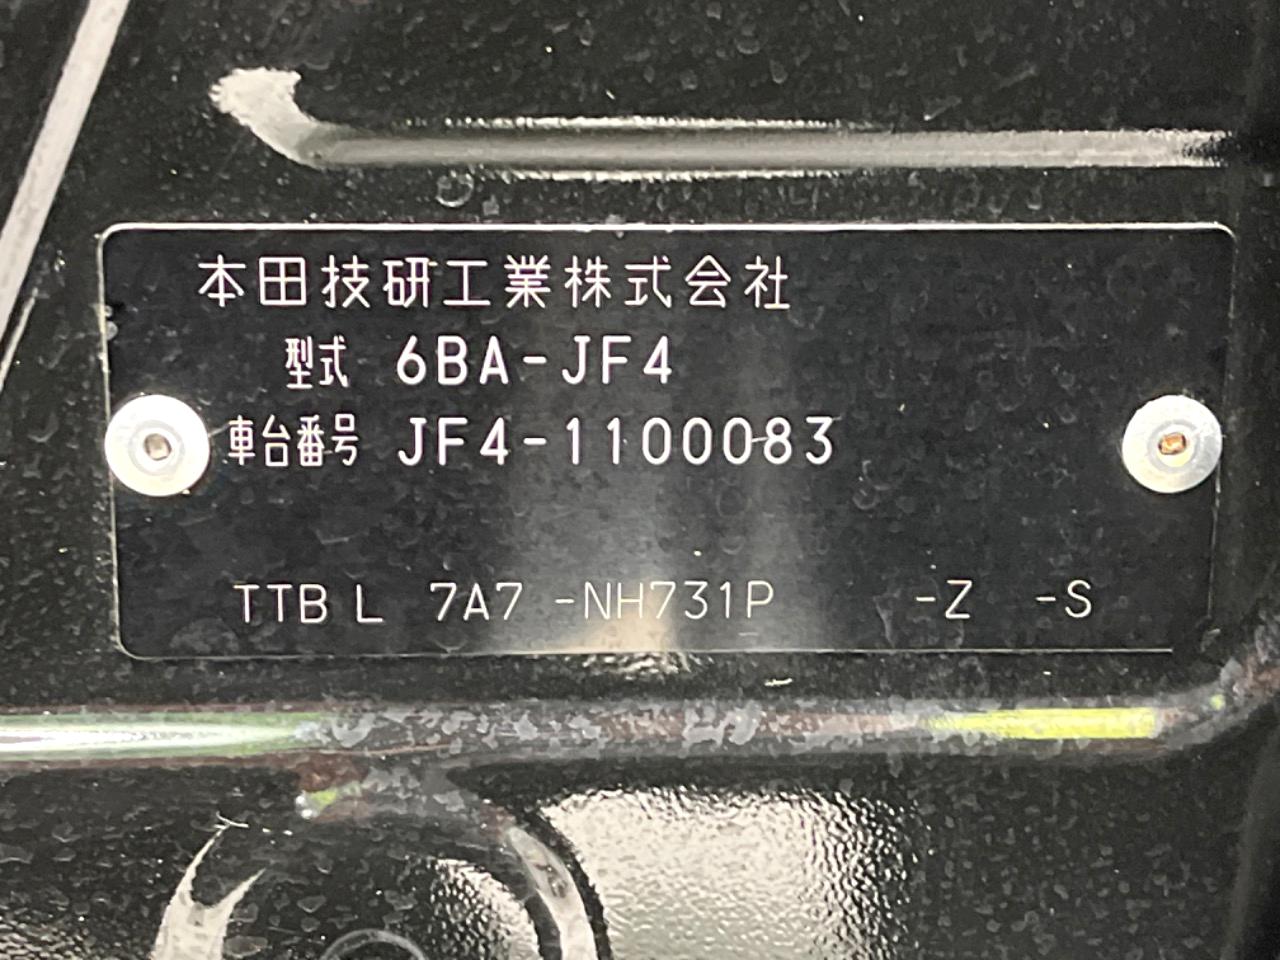 本田技研工業株式会社
型式 6BA-JF4
車台番号 JF4-1100083
TTB L 7A7 -NH731P -Z -S